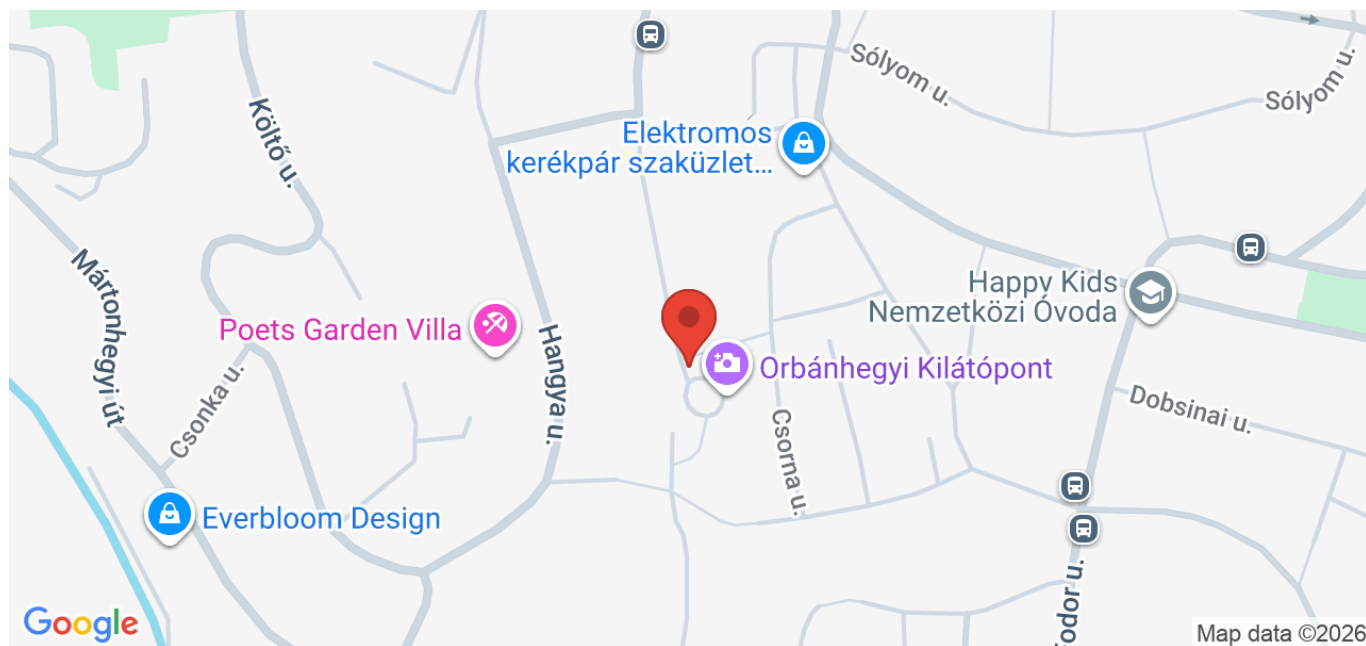 Sólyom u.
Sólyom u.
Költő u.
Elektromos
kerékpár szaküzlet...
Mártonhegyi út
Happy Kids
Nemzetközi Óvoda
Poets Garden Villa
Hangya u.
Orbánhegyi Kilátópont
Csonka u.
Dobsinai u.
Csorna u.
Everbloom Design
Fodor u.
Google
Map data ©2026